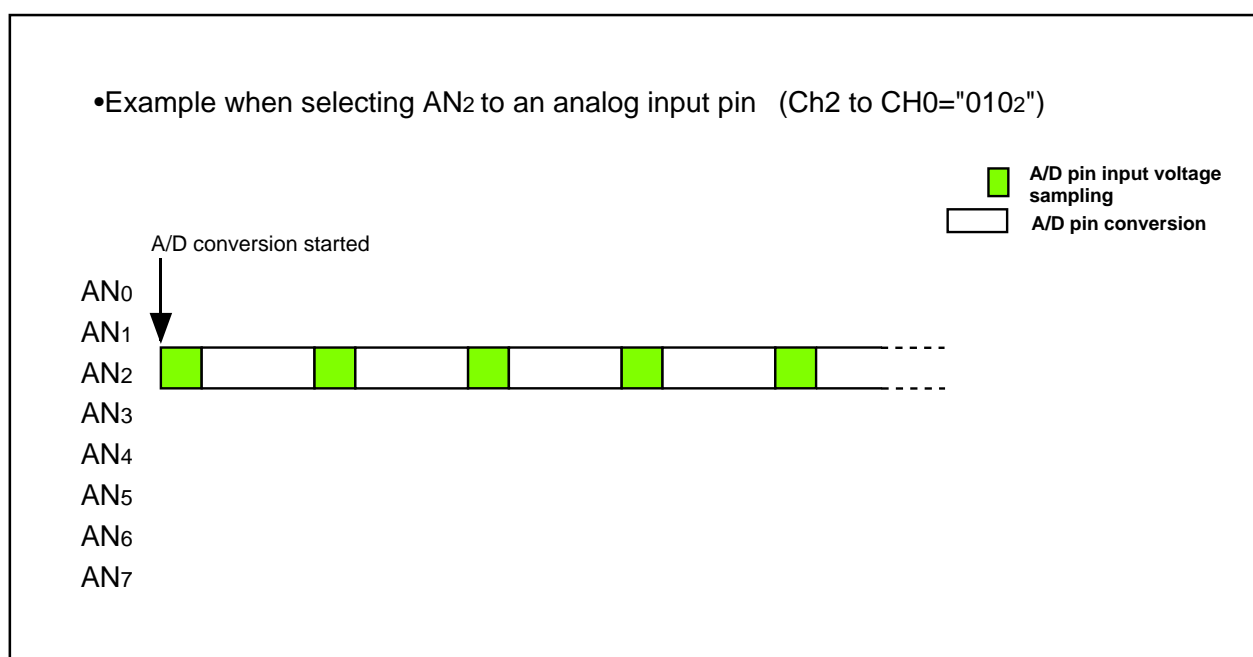 •Example when selecting AN2 to an analog input pin (Ch2 to CH0="0102")
A/D pin input voltage
sampling
A/D pin conversion
A/D conversion started
AN0
AN1
AN2
AN3
AN4
AN5
AN6
AN7